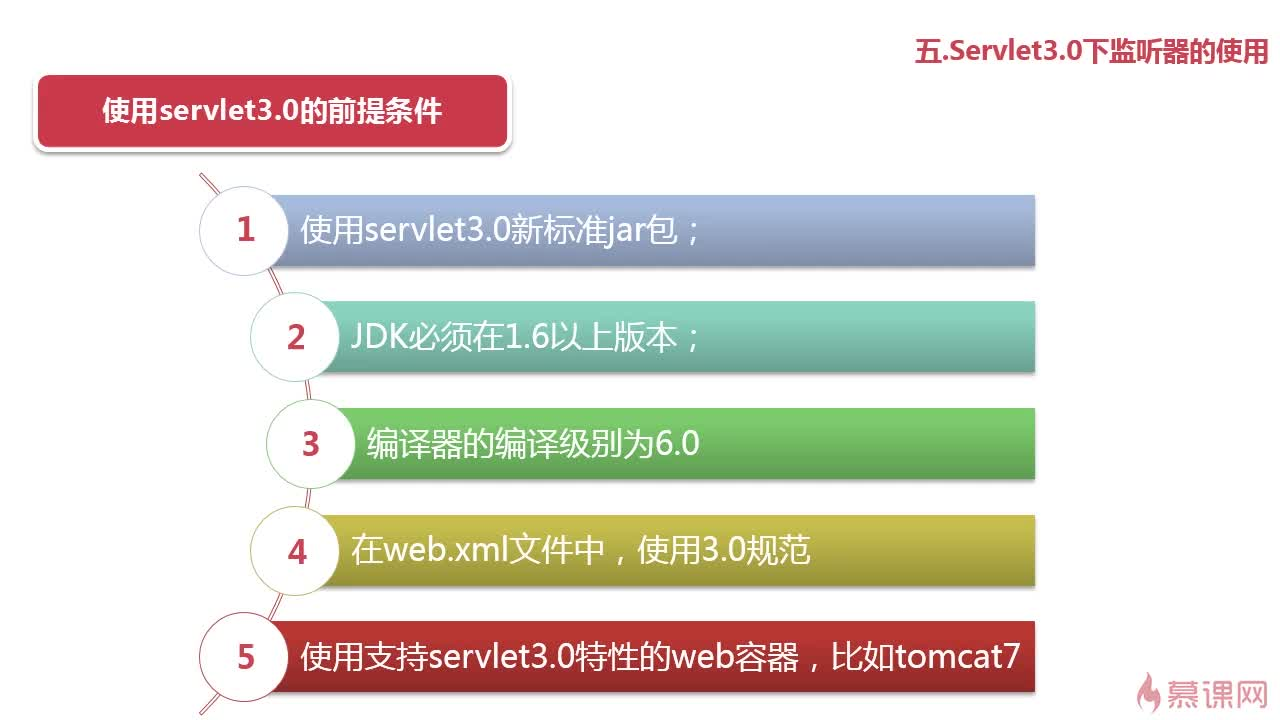 五.Servlet3.0下监听器的使用
使用servlet3.0的前提条件
1 使用servlet3.0新标准jar包；
2 JDK必须在1.6以上版本；
3 编译器的编译级别为6.0
4 在web.xml文件中，使用3.0规范
5 使用支持servlet3.0特性的web容器，比如tomcat7
慕课网